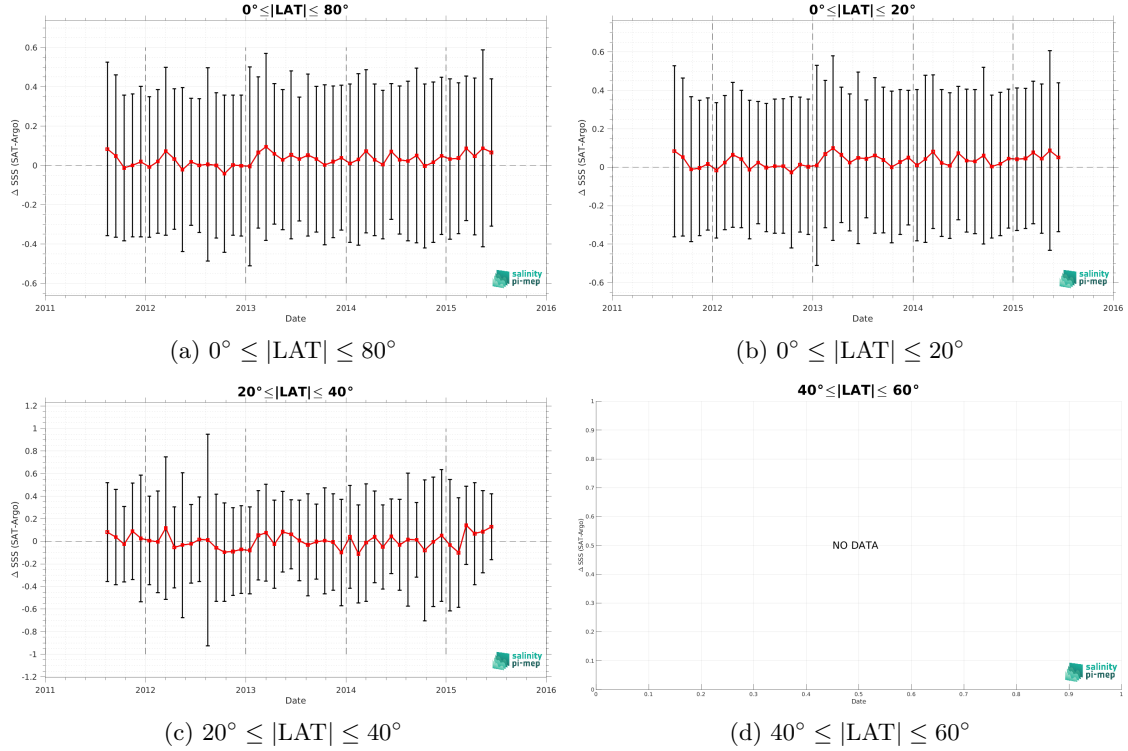 0°≤|LAT|≤ 80°
Δ SSS (SAT-Argo)
0.6
0.4
0.2
0
-0.2
-0.4
-0.6
2011 2012 2013 2014 2015 2016
Date
salinity
pi-mep
(a) 0° ≤ |LAT| ≤ 80°
0°≤|LAT|≤ 20°
Δ SSS (SAT-Argo)
0.6
0.4
0.2
0
-0.2
-0.4
-0.6
2011 2012 2013 2014 2015 2016
Date
salinity
pi-mep
(b) 0° ≤ |LAT| ≤ 20°
20°≤|LAT|≤ 40°
Δ SSS (SAT-Argo)
1.2
1
0.8
0.6
0.4
0.2
0
-0.2
-0.4
-0.6
-0.8
-1
-1.2
2011 2012 2013 2014 2015 2016
Date
salinity
pi-mep
(c) 20° ≤ |LAT| ≤ 40°
40°≤|LAT|≤ 60°
Δ SSS (SAT-Argo)
1
0.9
0.8
0.7
0.6
0.5
0.4
0.3
0.2
0.1
0
NO DATA
0 0.1 0.2 0.3 0.4 0.5 0.6 0.7 0.8 0.9 1
Date
salinity
pi-mep
(d) 40° ≤ |LAT| ≤ 60°